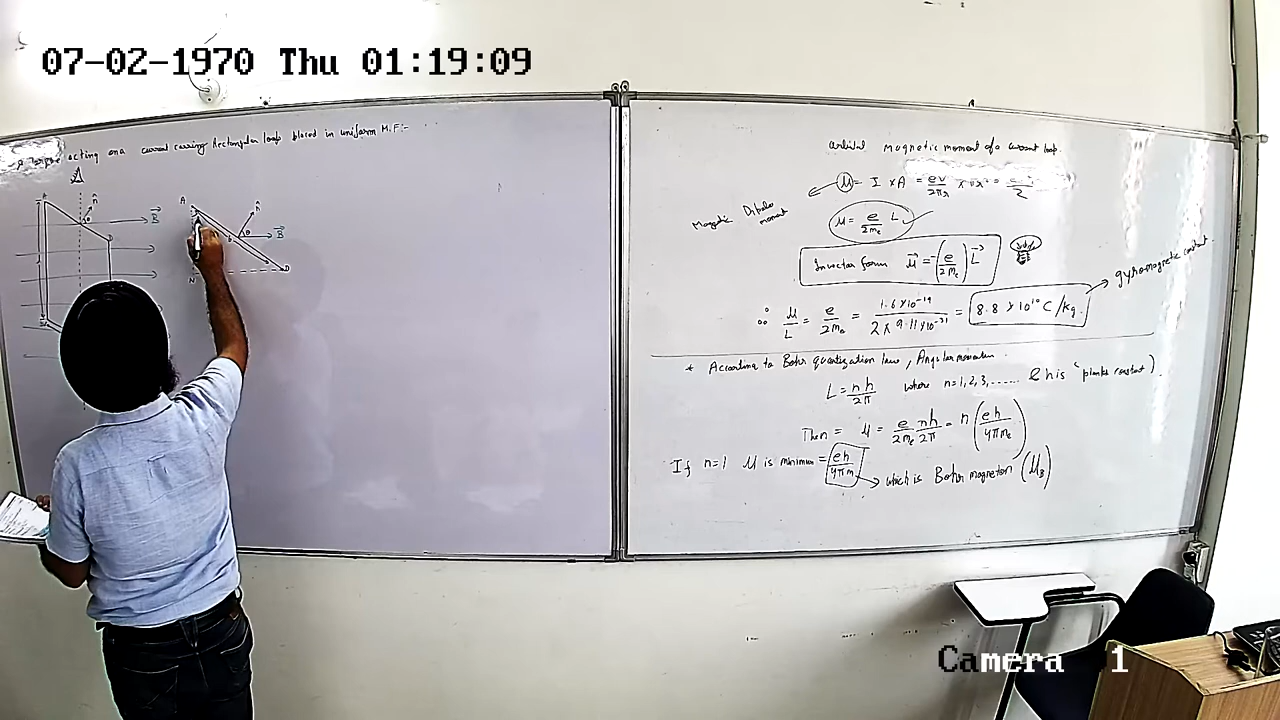 07-02-1970 Thu 01:19:09
Torque acting on a current carrying Rectangular loop placed in uniform M.F:-
n̂
B⃗
A
n̂
θ
B⃗
D
N
orbital magnetic moment of a current loop.
Magnetic Dipole moment
μ = I × A = ev/2πr × πr² =
μ = e/2mₑ L
In vector form μ⃗ = -(e/2mₑ) L⃗
∴ μ/L = e/2mₑ = 1.6×10⁻¹⁹/2×9.11×10⁻³¹ = 8.8 × 10¹⁰ C/kg. → gyromagnetic constant
* According to Bohr quantization law, Angular momentum.
L = nh/2π where n=1,2,3,...... & h is 'planks constant'
Then = μ = e/2mₑ nh/2π = n(eh/4πmₑ)
If n=1 μ is minimum = eh/4πm → which is Bohr magneton (μB)
Camera 1